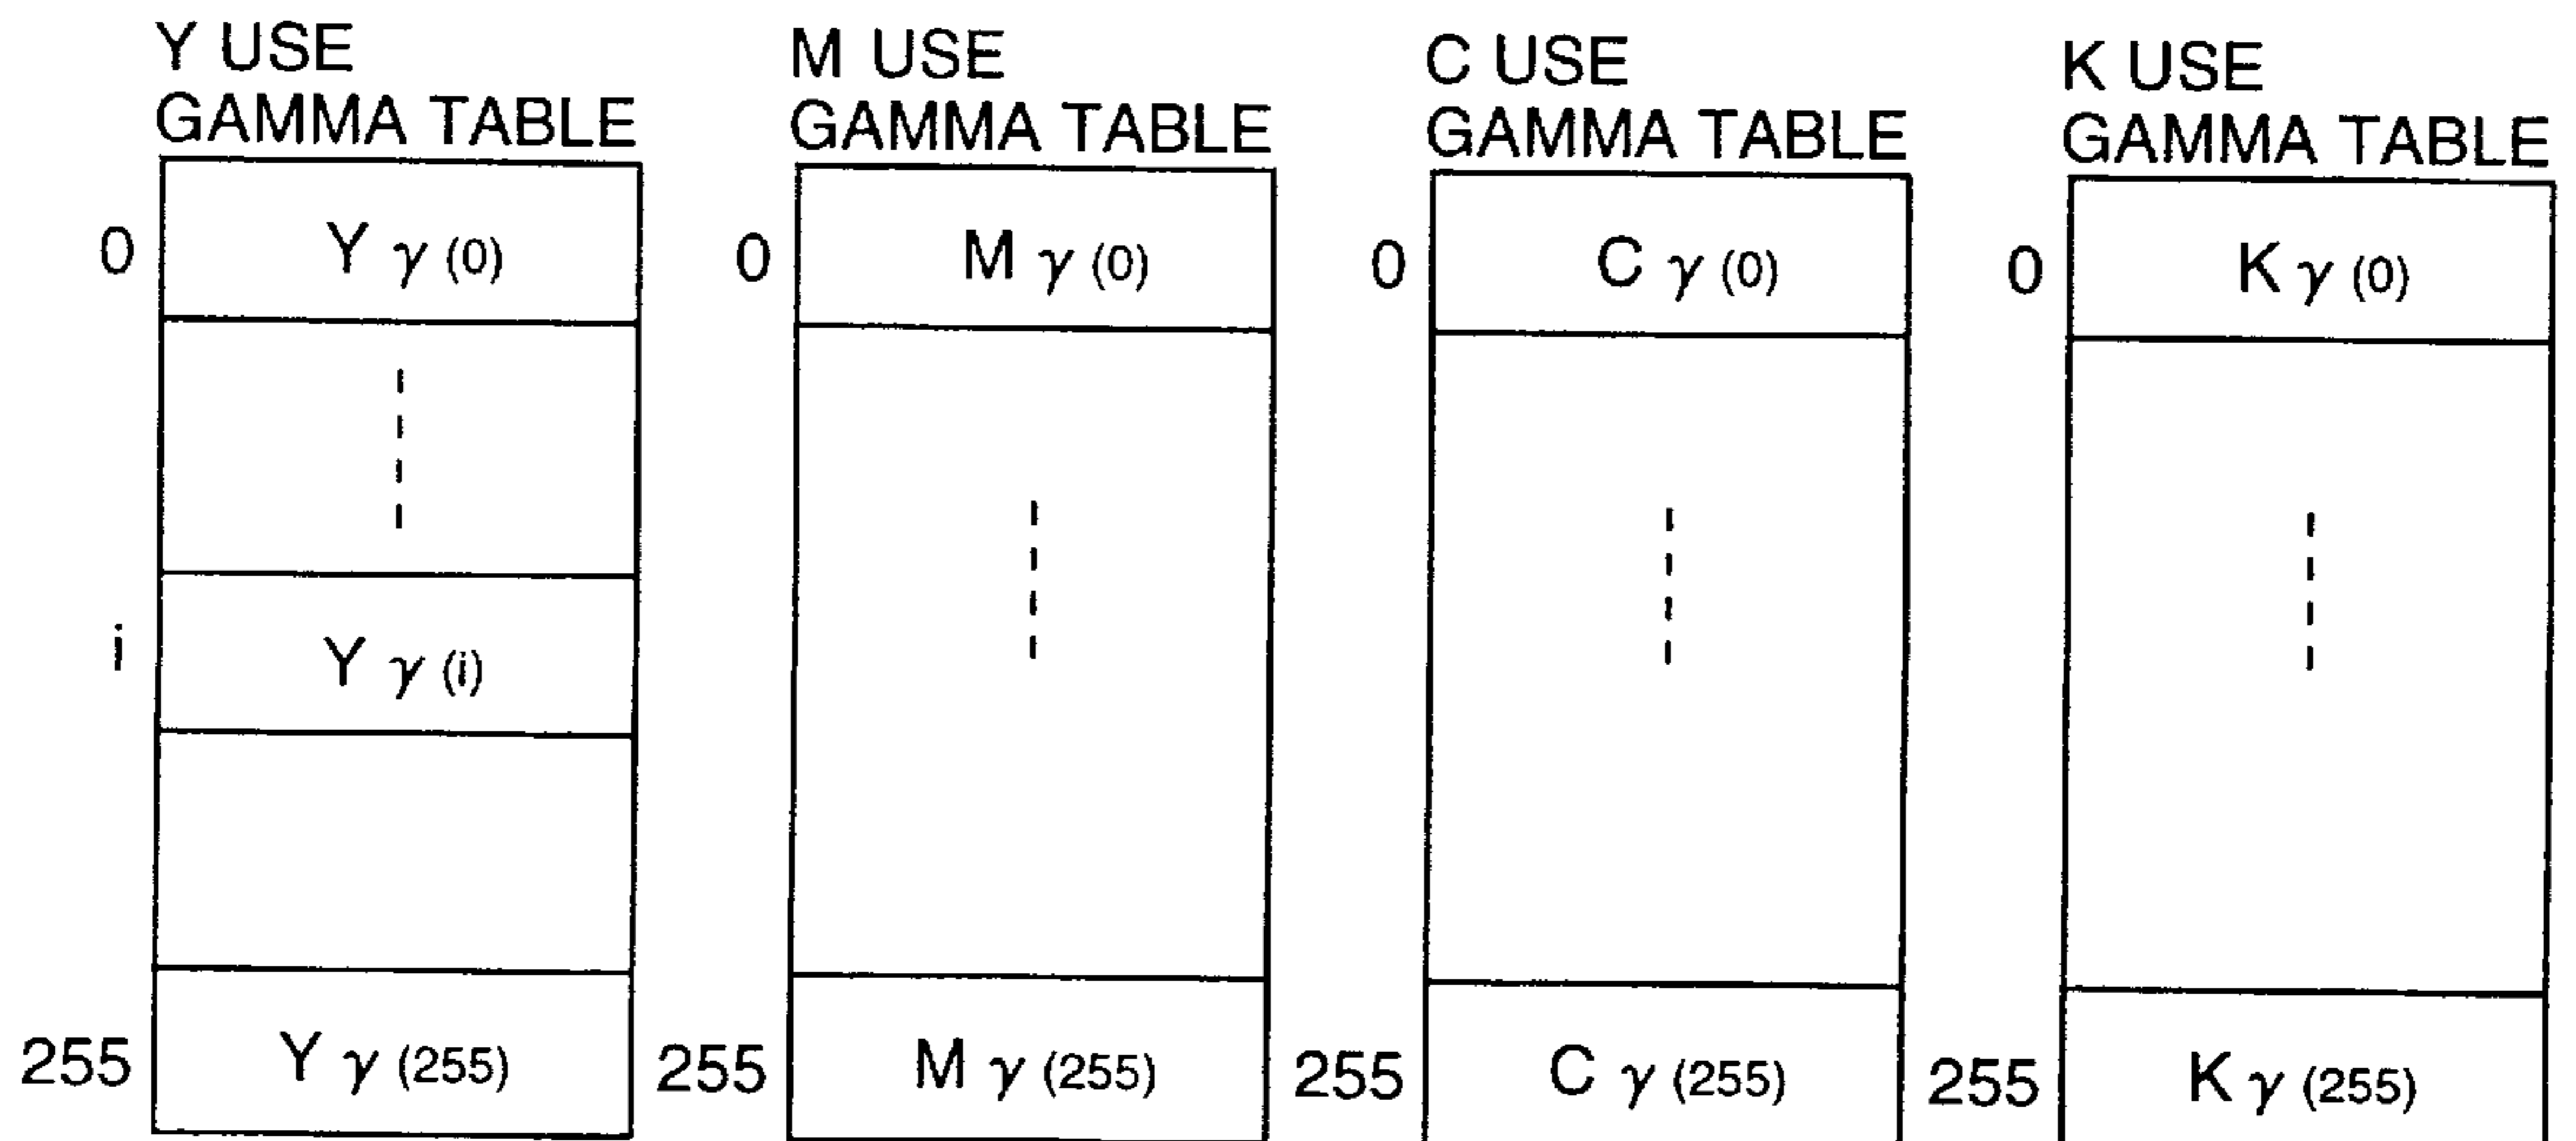 Y USE
GAMMA TABLE
0
Y γ (0)
i
Y γ (i)
255
Y γ (255)
M USE
GAMMA TABLE
0
M γ (0)
255
M γ (255)
C USE
GAMMA TABLE
0
C γ (0)
255
C γ (255)
K USE
GAMMA TABLE
0
K γ (0)
255
K γ (255)